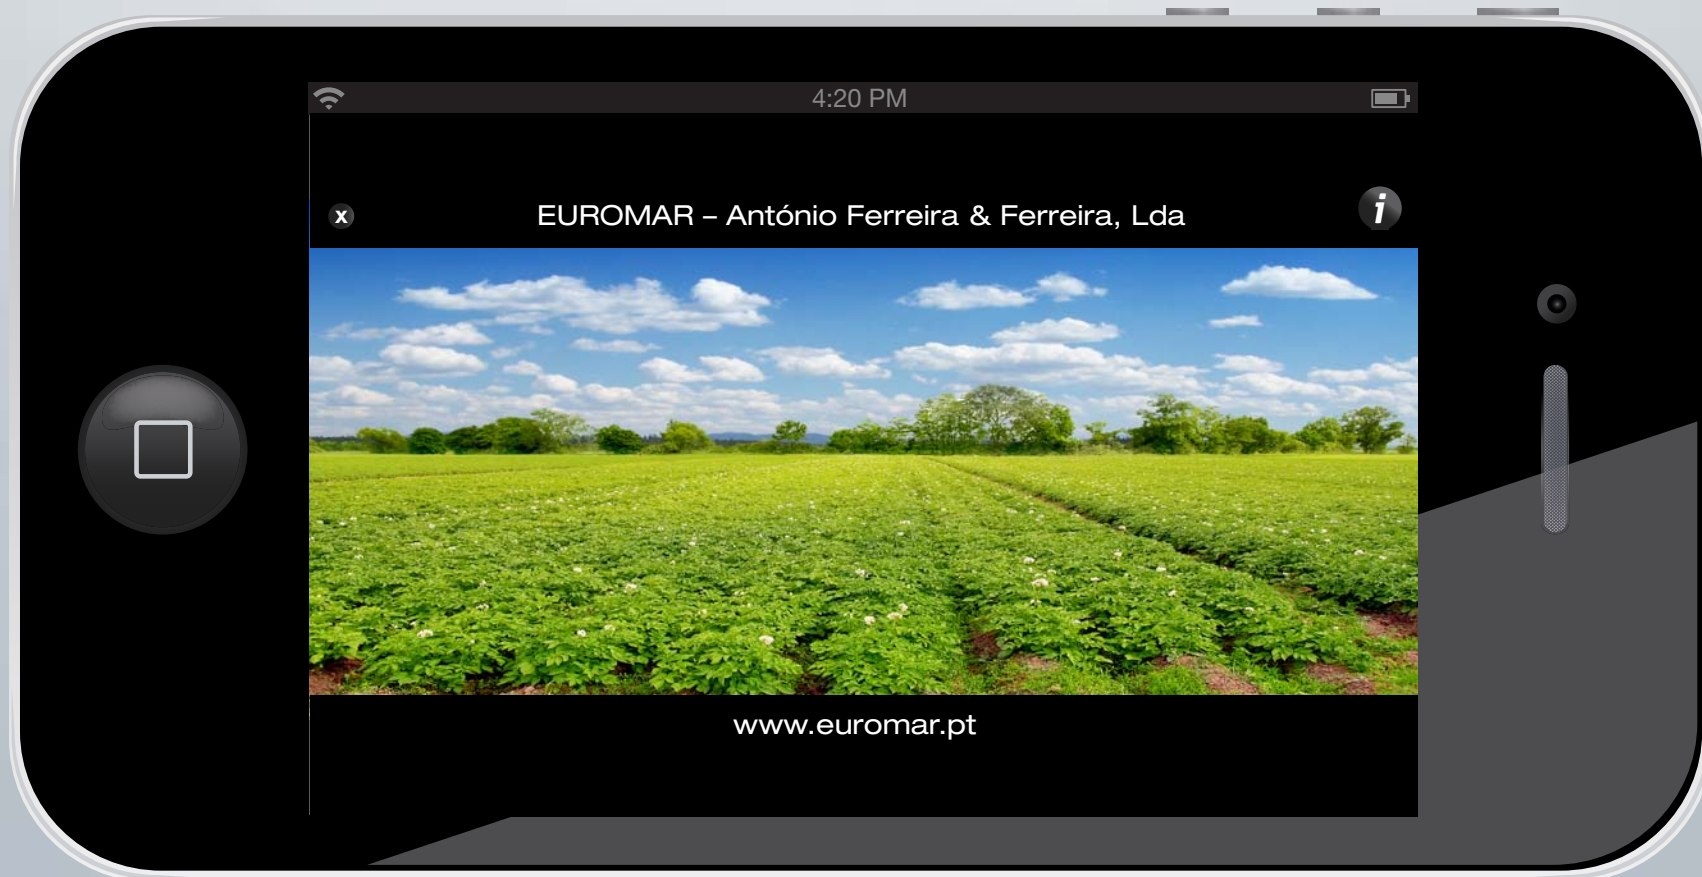 4:20 PM
x
EUROMAR – António Ferreira & Ferreira, Lda
i
www.euromar.pt